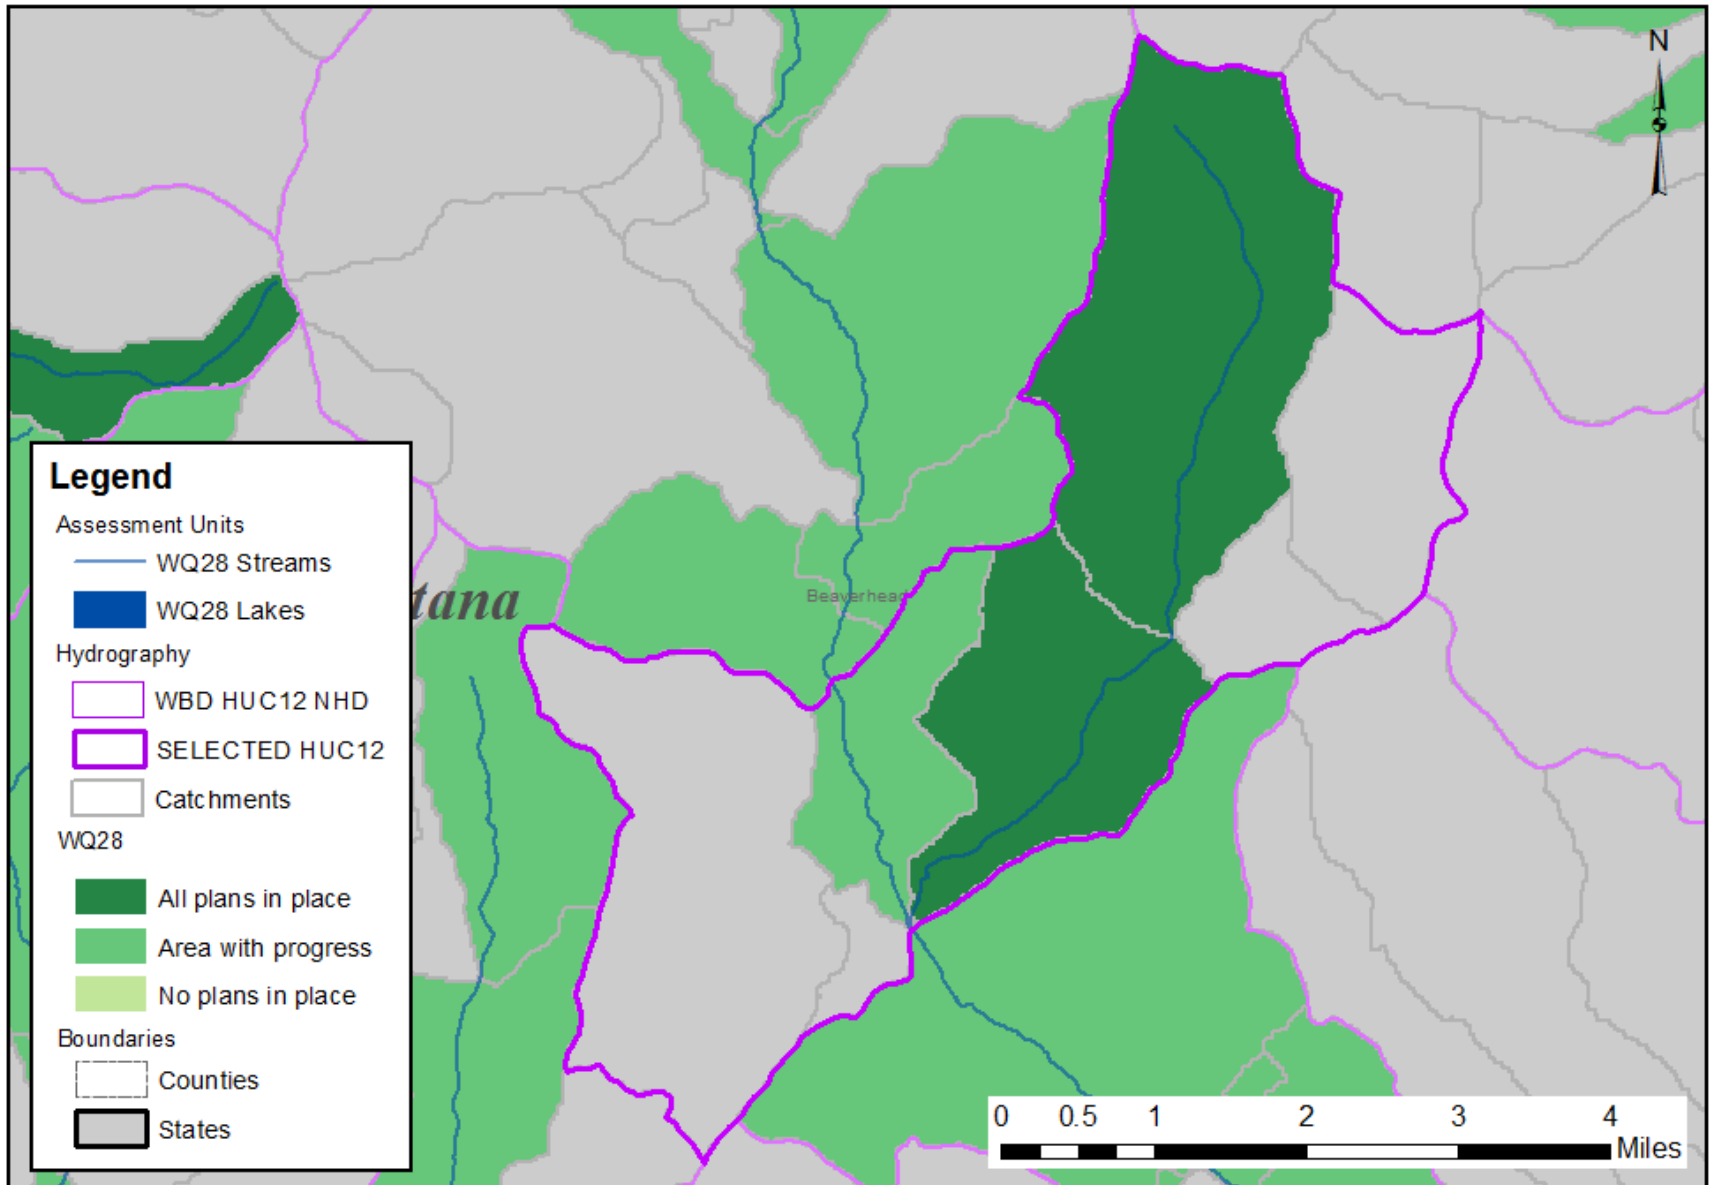 N
Legend
Assessment Units
WQ28 Streams
WQ28 Lakes
Hydrography
WBD HUC12 NHD
SELECTED HUC12
Catchments
WQ28
All plans in place
Area with progress
No plans in place
Boundaries
Counties
States
tana
Beaverhead
0 0.5 1 2 3 4
Miles